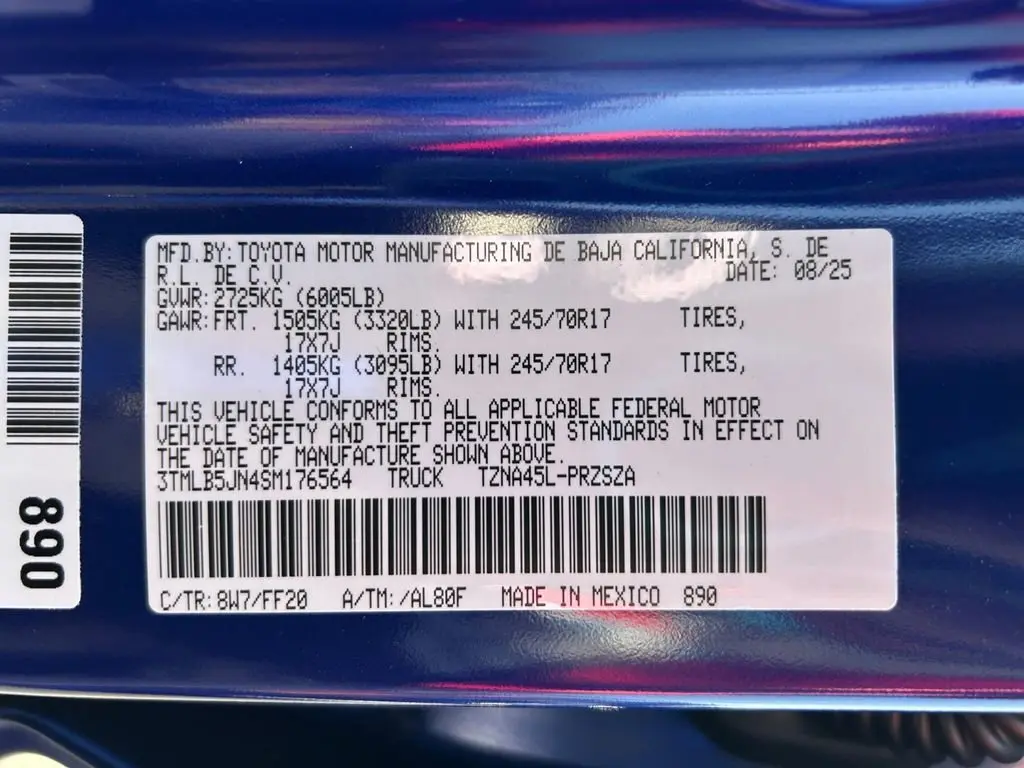 MFD.BY:TOYOTA MOTOR MANUFACTURING DE BAJA CALIFORNIA, S. DE
R.L. DE C.V. DATE: 08/25
GVWR:2725KG (6005LB)
GAWR:FRT. 1505KG (3320LB) WITH 245/70R17 TIRES,
17X7J RIMS.
RR. 1405KG (3095LB) WITH 245/70R17 TIRES,
17X7J RIMS.
THIS VEHICLE CONFORMS TO ALL APPLICABLE FEDERAL MOTOR
VEHICLE SAFETY AND THEFT PREVENTION STANDARDS IN EFFECT ON
THE DATE OF MANUFACTURE SHOWN ABOVE.
3TMLB5JN4SM176564 TRUCK TZNA45L-PRZSZA
C/TR:8W7/FF20 A/TM:/AL80F MADE IN MEXICO 890
890